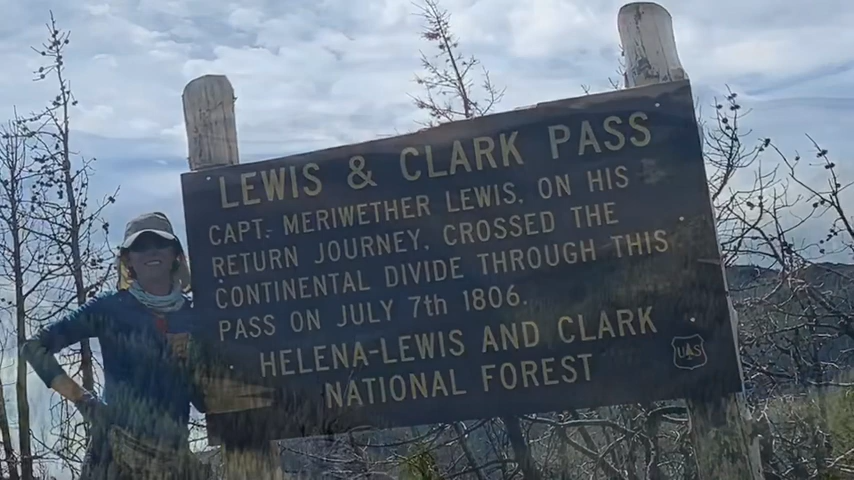 LEWIS & CLARK PASS
CAPT. MERIWETHER LEWIS, ON HIS
RETURN JOURNEY, CROSSED THE
CONTINENTAL DIVIDE THROUGH THIS
PASS ON JULY 7th 1806.
HELENA-LEWIS AND CLARK
NATIONAL FOREST
UAS